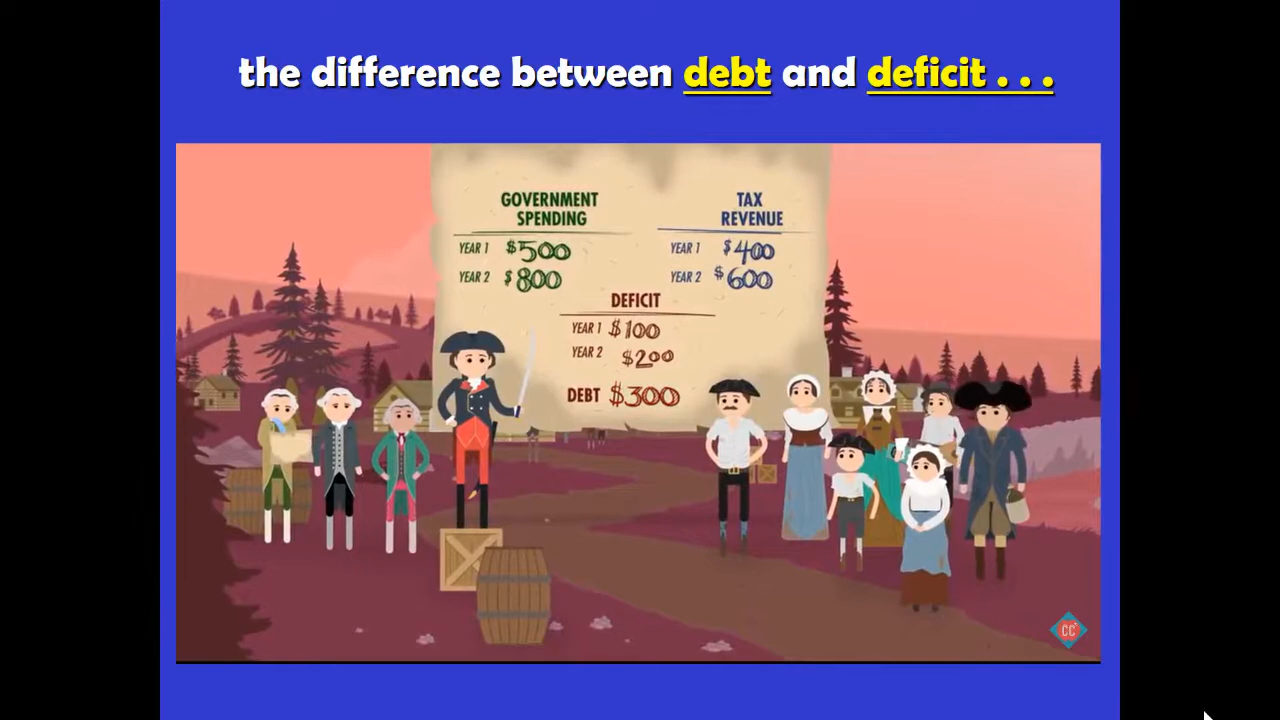 the difference between debt and deficit . . .
GOVERNMENT
SPENDING
YEAR 1 $500
YEAR 2 $800
TAX
REVENUE
YEAR 1 $400
YEAR 2 $600
DEFICIT
YEAR 1 $100
YEAR 2 $200
DEBT $300
CC